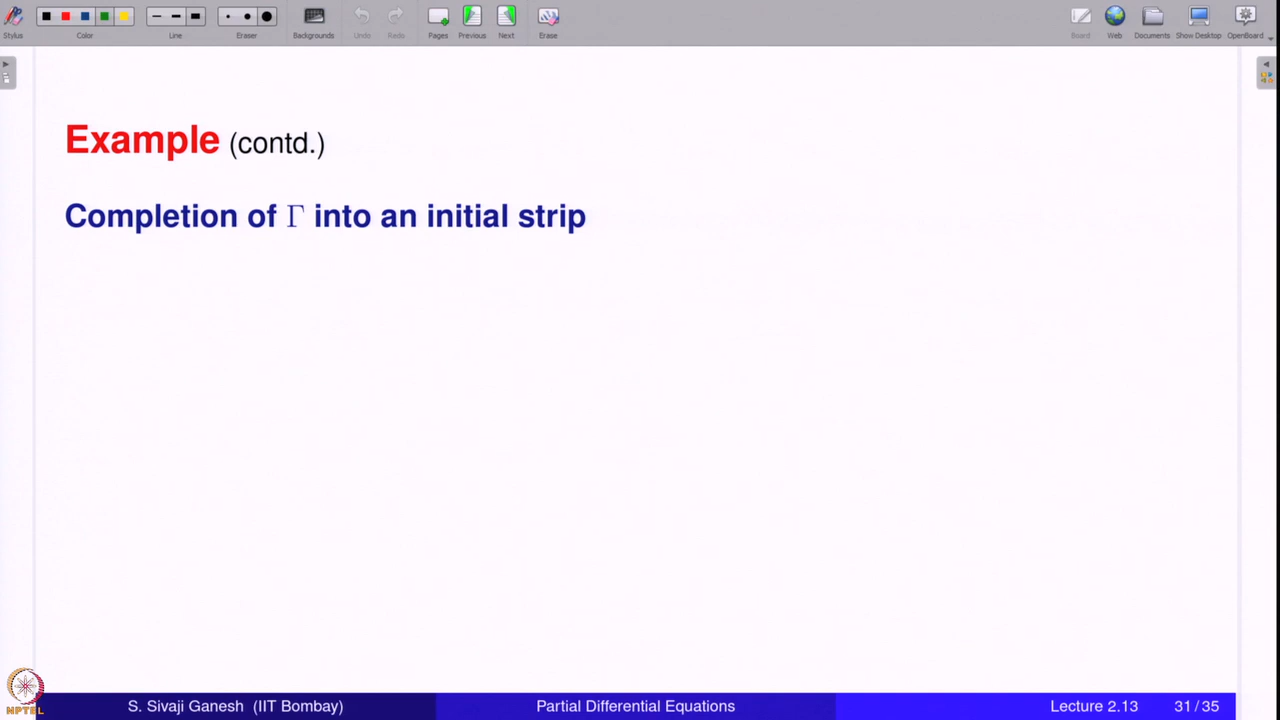 Stylus Color Line Eraser Backgrounds Undo Redo Pages Previous Next Erase Board Web Documents Show Desktop OpenBoard
Example (contd.)
Completion of Γ into an initial strip
NPTEL
S. Sivaji Ganesh (IIT Bombay) Partial Differential Equations Lecture 2.13 31 / 35